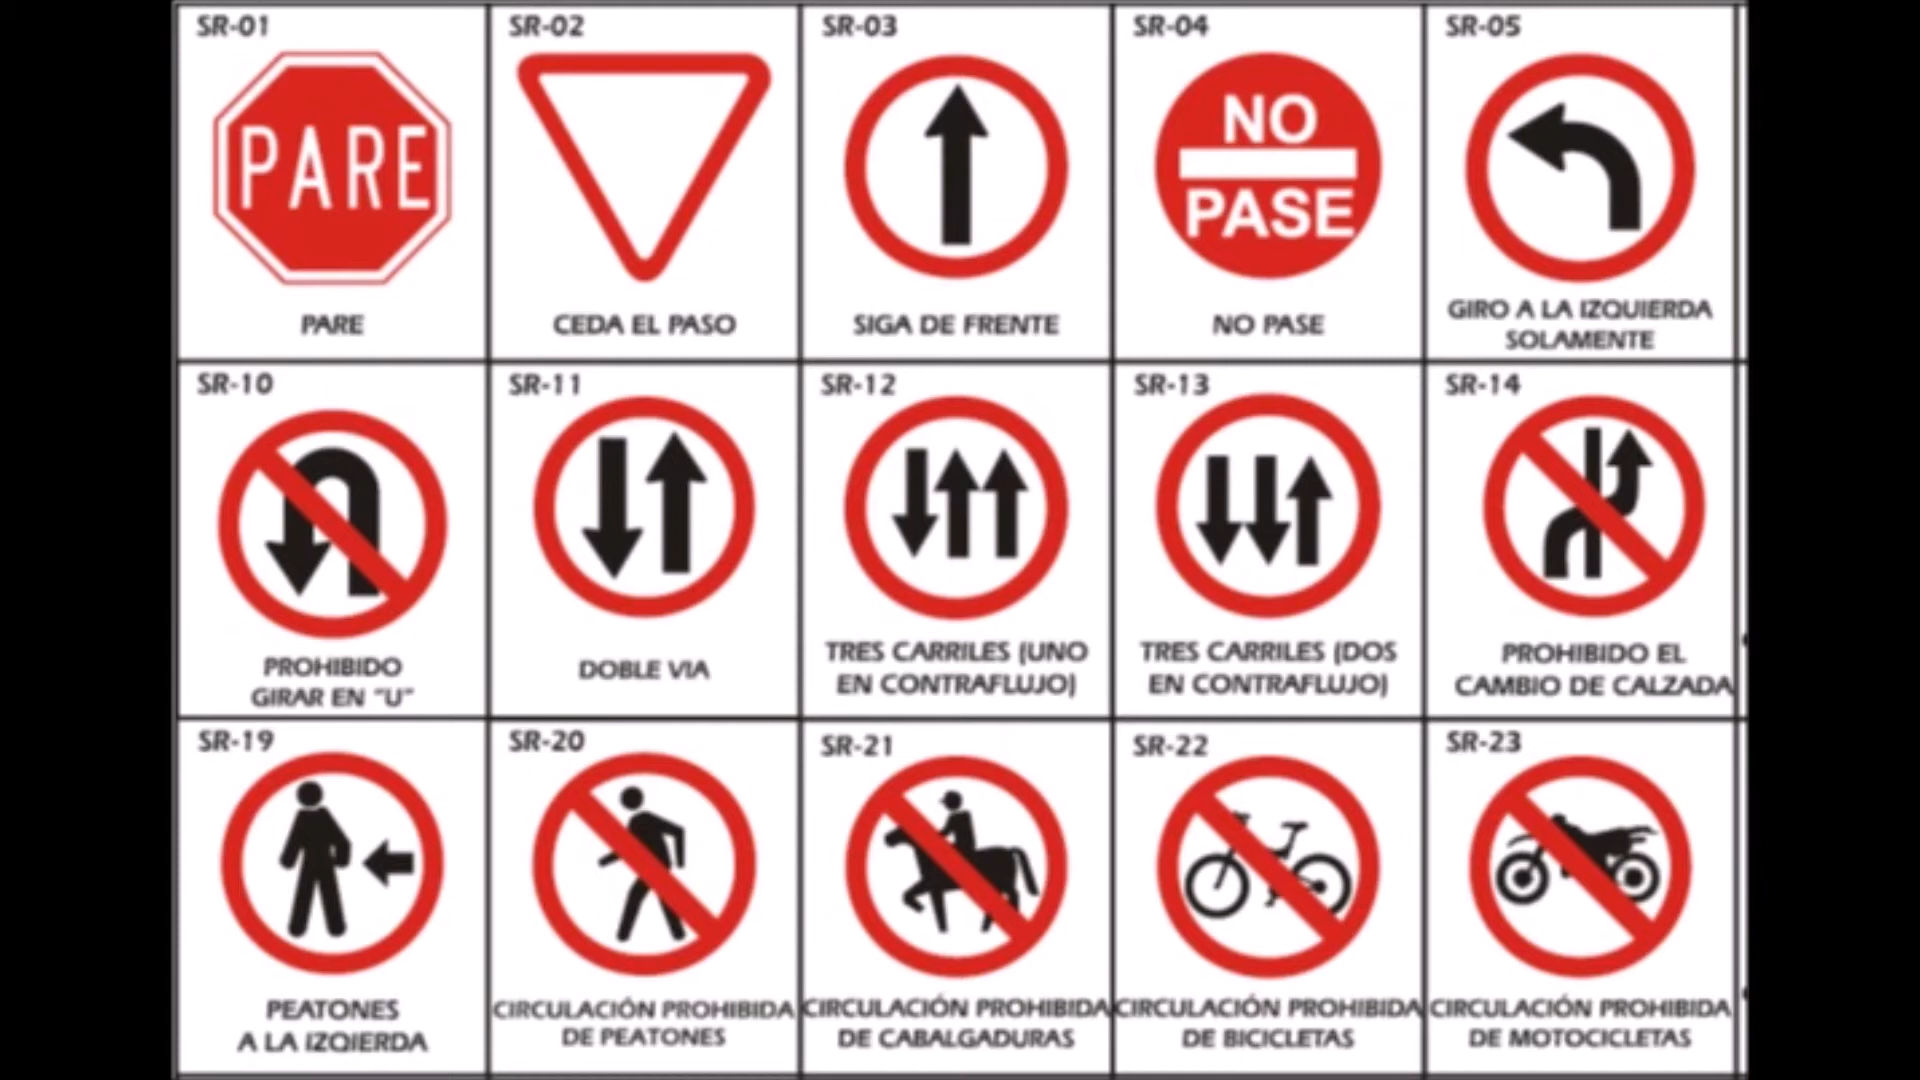 SR-01
PARE
PARE
SR-02
CEDA EL PASO
SR-03
SIGA DE FRENTE
SR-04
NO
PASE
NO PASE
SR-05
GIRO A LA IZQUIERDA
SOLAMENTE
SR-10
PROHIBIDO
GIRAR EN "U"
SR-11
DOBLE VIA
SR-12
TRES CARRILES (UNO
EN CONTRAFLUJO)
SR-13
TRES CARRILES (DOS
EN CONTRAFLUJO)
SR-14
PROHIBIDO EL
CAMBIO DE CALZADA
SR-19
PEATONES
A LA IZQIERDA
SR-20
CIRCULACIÓN PROHIBIDA
DE PEATONES
SR-21
CIRCULACIÓN PROHIBIDA
DE CABALGADURAS
SR-22
CIRCULACIÓN PROHIBIDA
DE BICICLETAS
SR-23
CIRCULACIÓN PROHIBIDA
DE MOTOCICLETAS